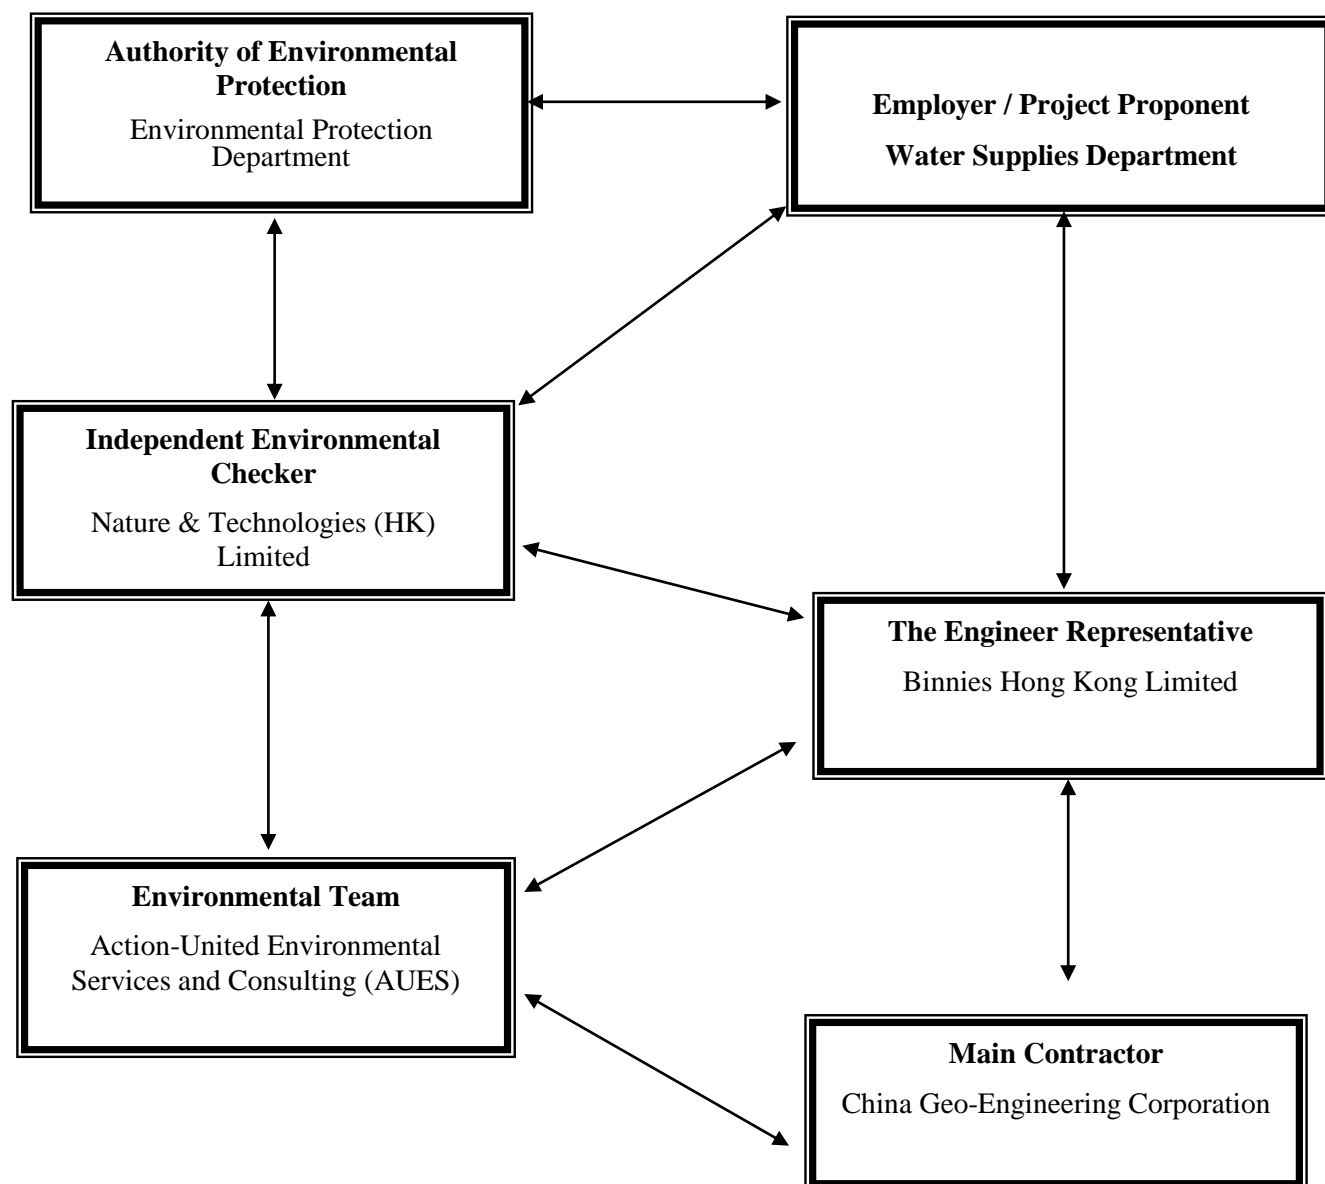 Authority of Environmental
Protection
Environmental Protection
Department
Employer / Project Proponent
Water Supplies Department
Independent Environmental
Checker
Nature & Technologies (HK)
Limited
The Engineer Representative
Binnies Hong Kong Limited
Environmental Team
Action-United Environmental
Services and Consulting (AUES)
Main Contractor
China Geo-Engineering Corporation